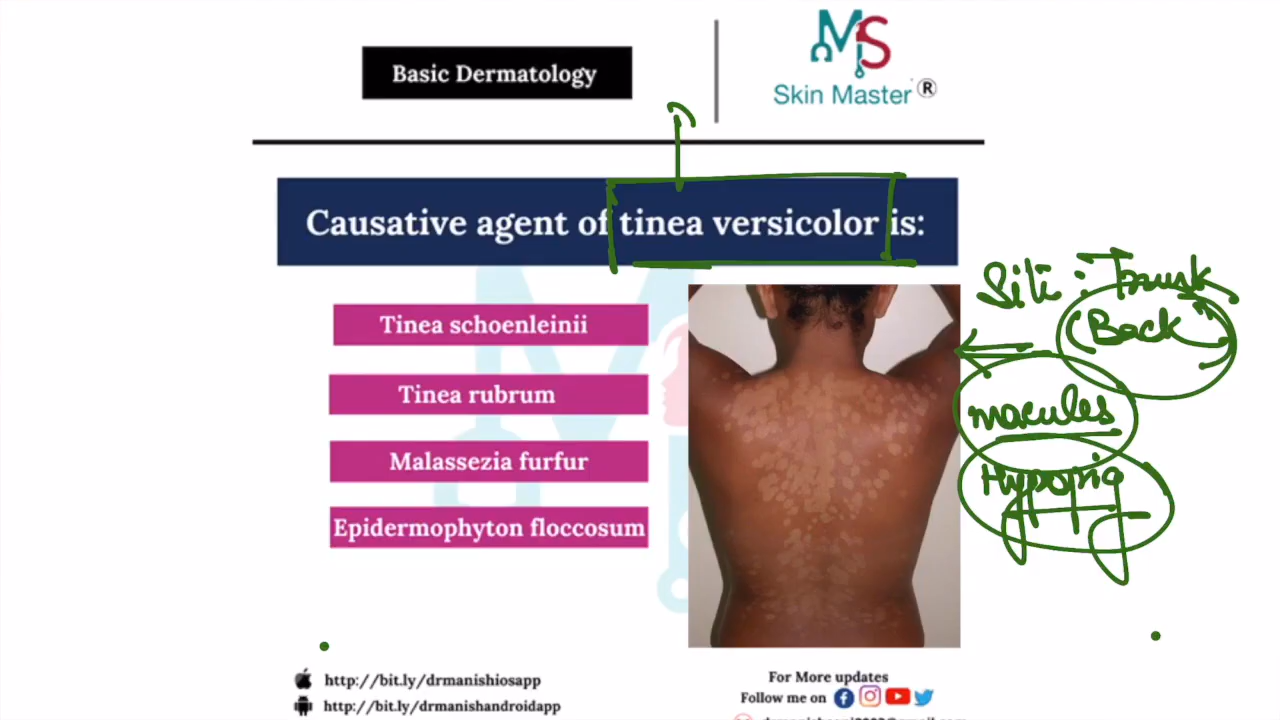 Basic Dermatology
MS
Skin Master ®
Causative agent of tinea versicolor is:
Tinea schoenleinii
Tinea rubrum
Malassezia furfur
Epidermophyton floccosum
Site : Trunk
(Back)
macules
Hypopig
http://bit.ly/drmanishiosapp
http://bit.ly/drmanishandroidapp
For More updates
Follow me on